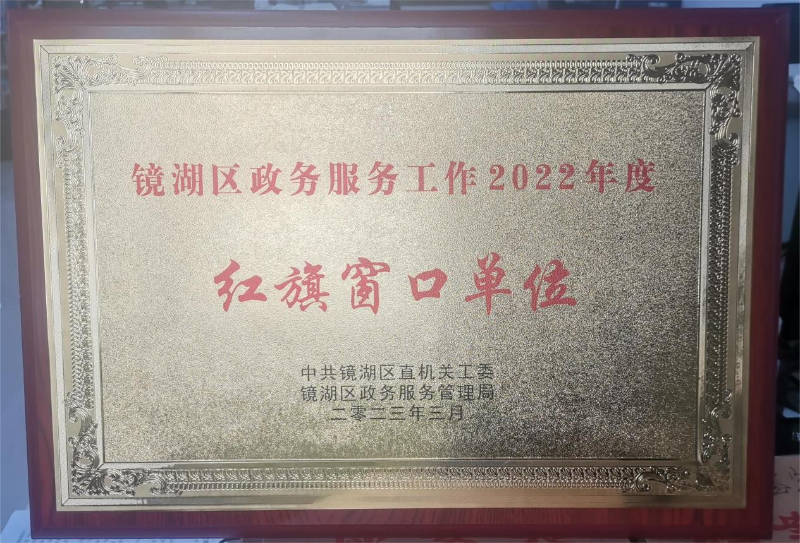 镜湖区政务服务工作2022年度
红旗窗口单位
中共镜湖区直机关工委
镜湖区政务服务管理局
二零二三年三月